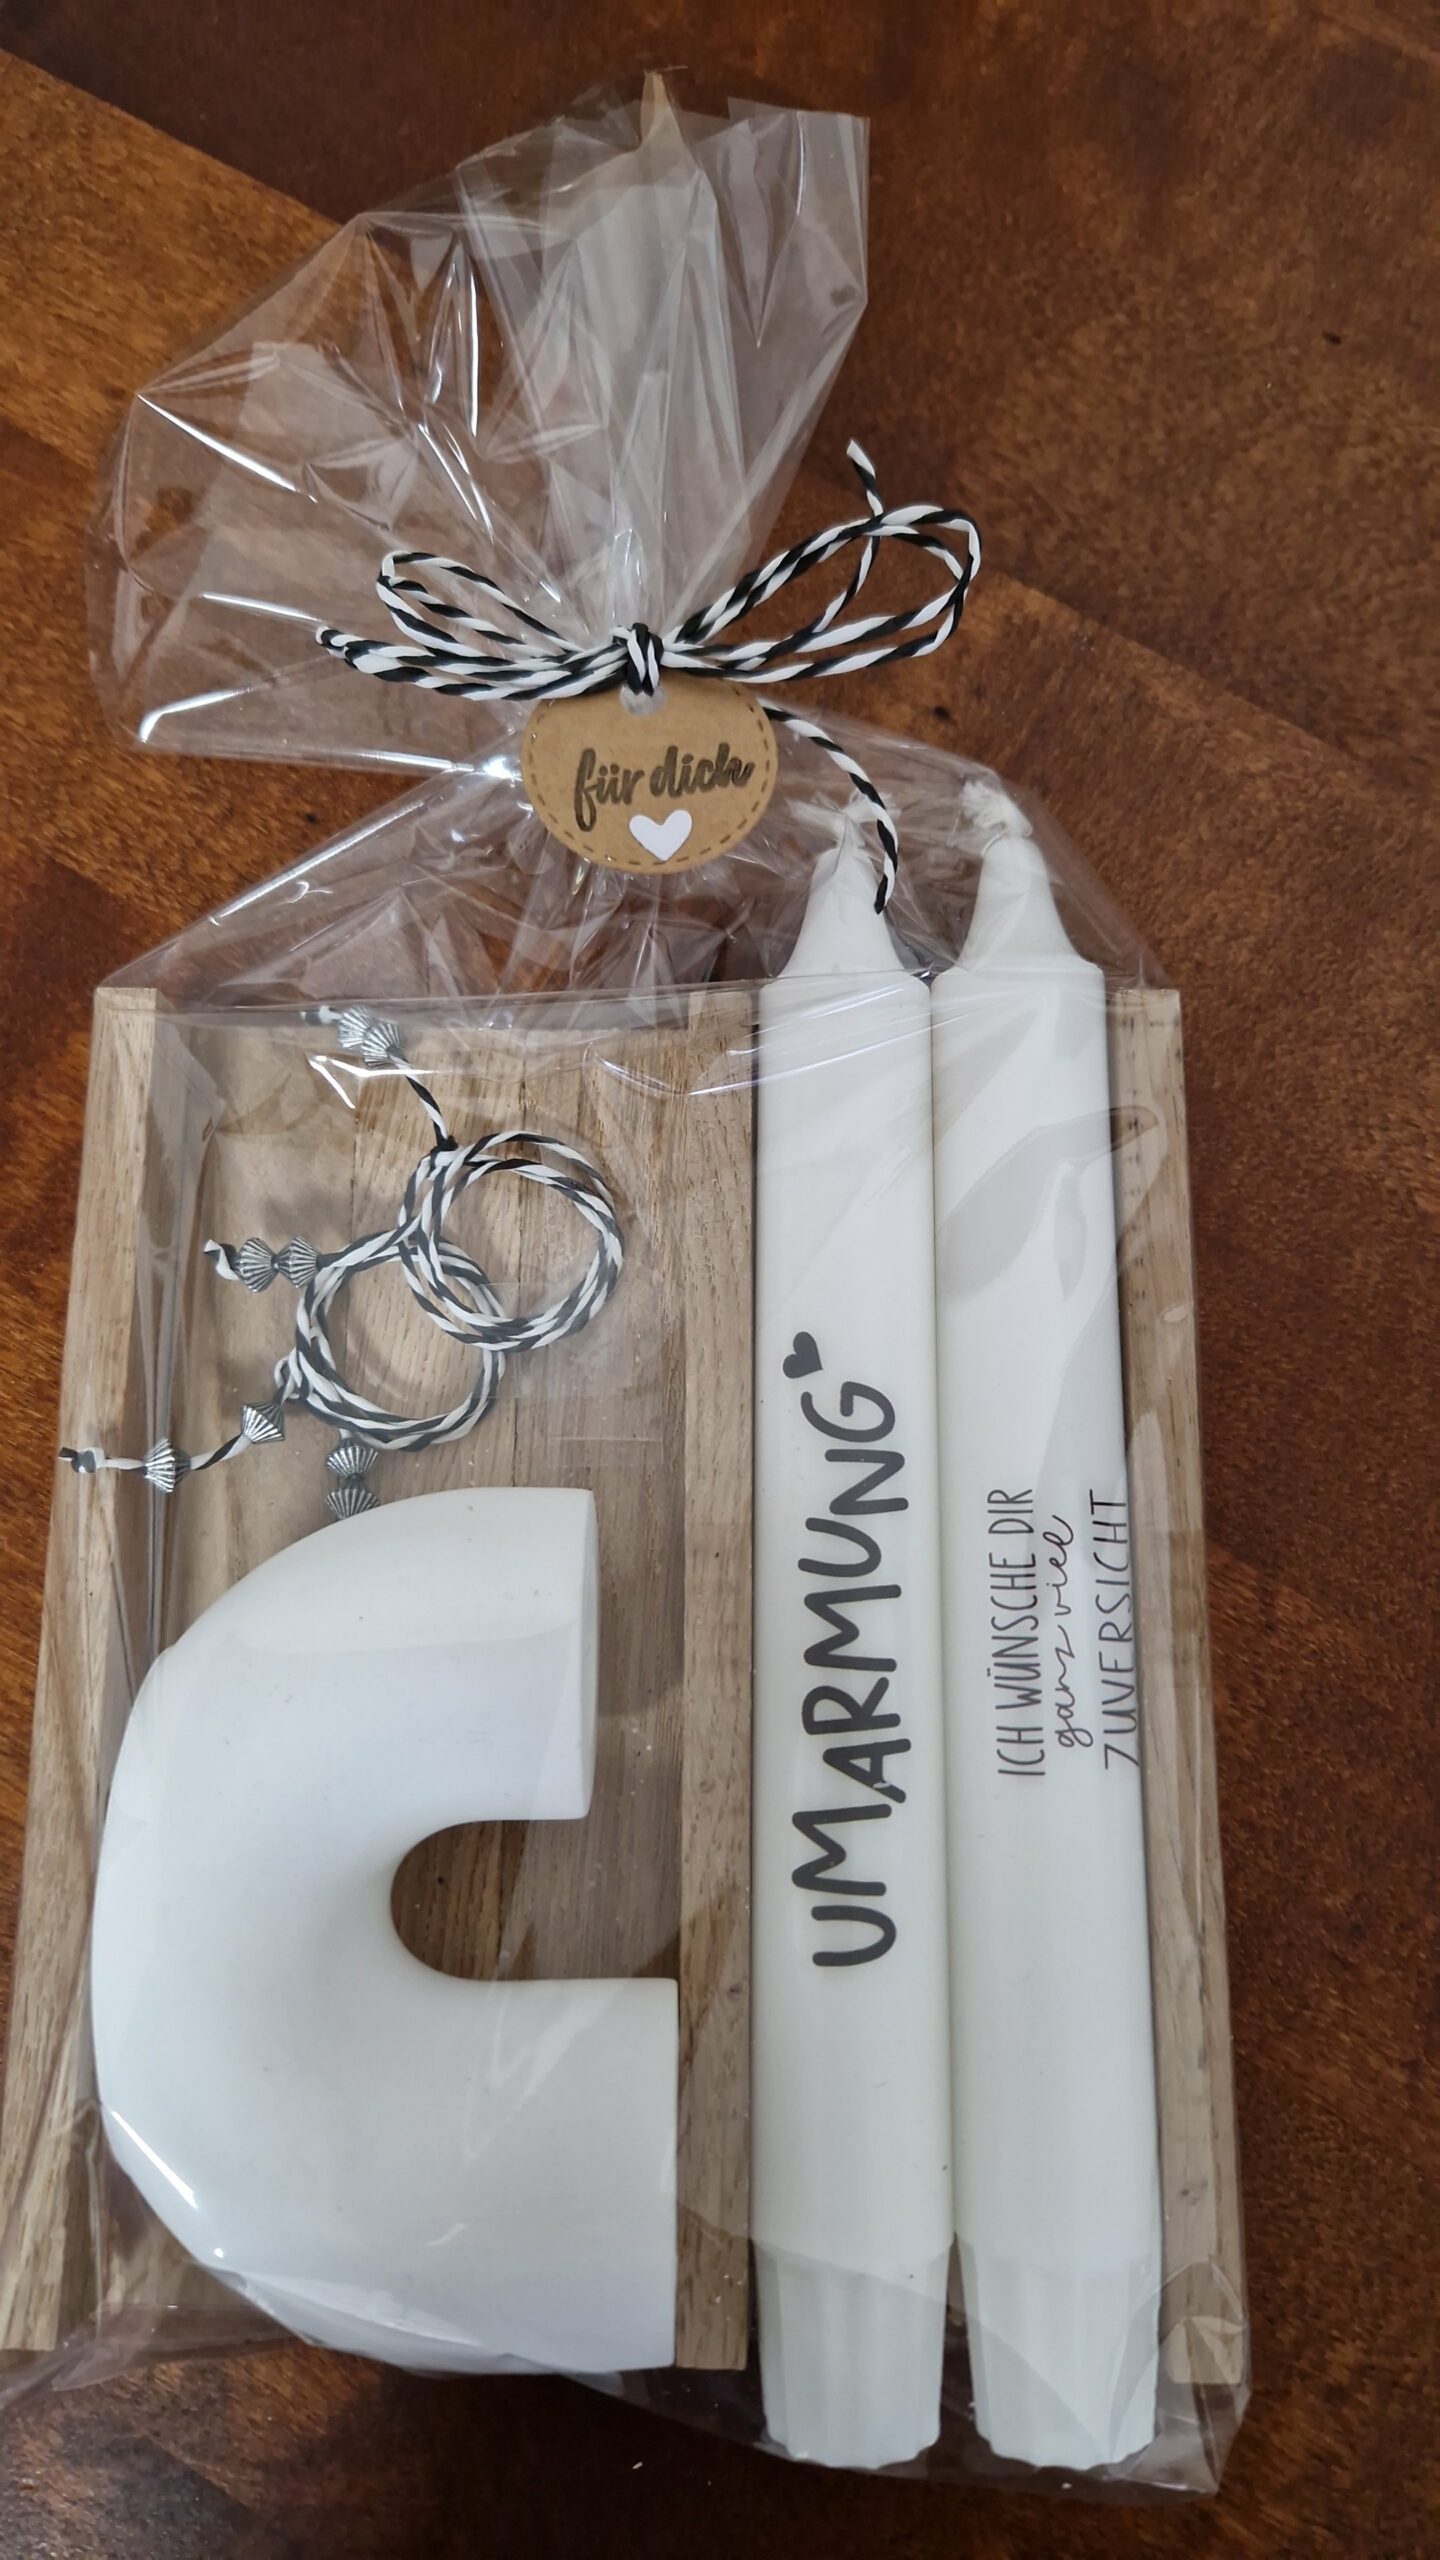 für dich
UMARMUNG
ICH WÜNSCHE DIR
ganz viel
ZUVERSICHT